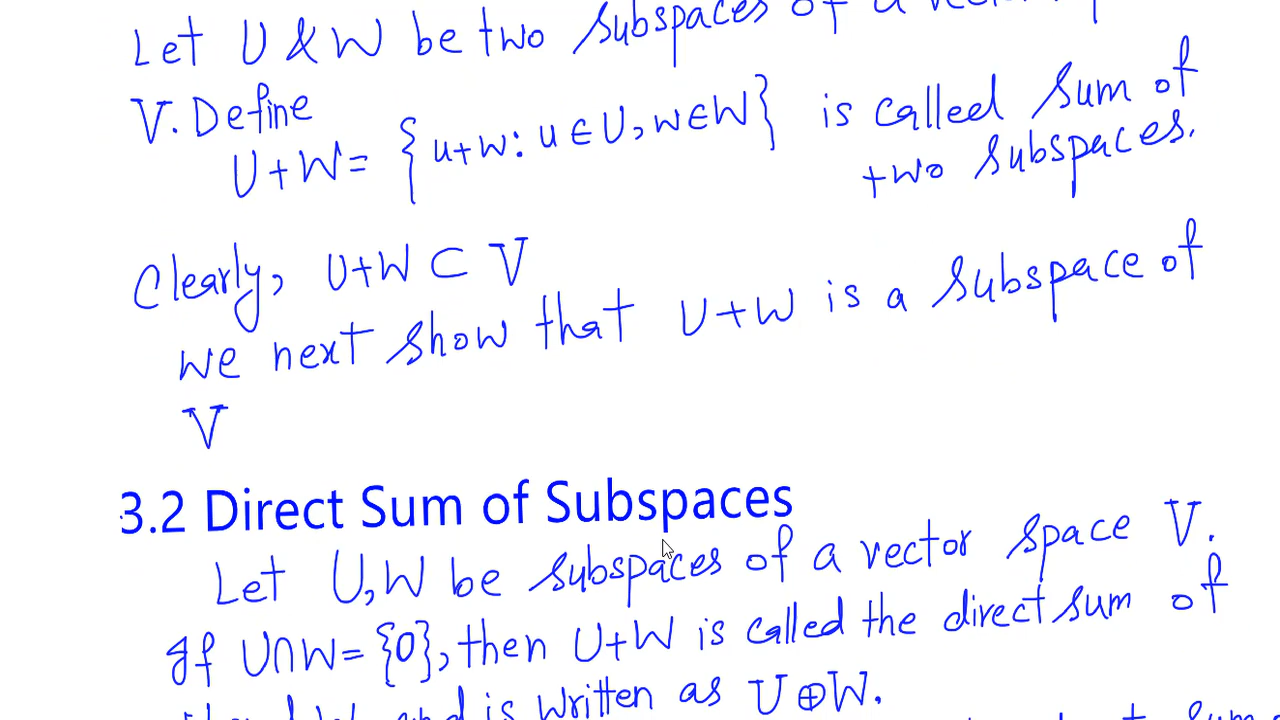 Let U & W be two subspaces of a vector
V. Define
U+W = {u+w: u∈U, w∈W} is called sum of
two subspaces.
Clearly, U+W ⊂ V
We next show that U+W is a subspace of
V
3.2 Direct Sum of Subspaces
Let U,W be subspaces of a vector space V.
If U∩W={0}, then U+W is called the direct sum of
and is written as U⊕W.